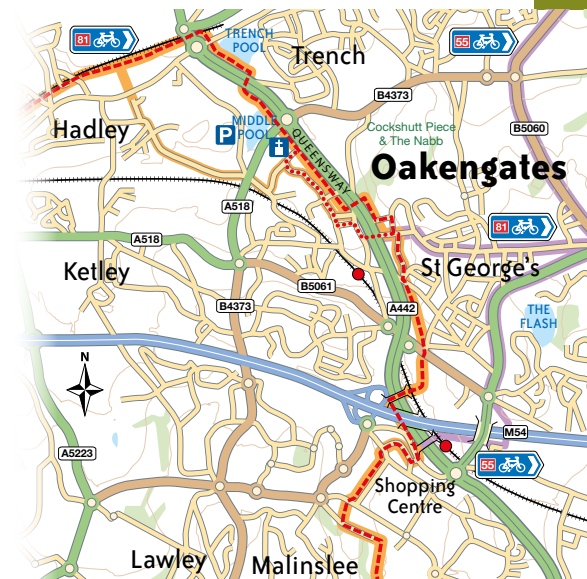 81
55
TRENCH
POOL
Trench
B4373
B5060
Hadley
P
MIDDLE
POOL
Cockshutt Piece
& The Nabb
QUEENSWAY
Oakengates
A518
81
A518
Ketley
St George's
B5061
B4373
A442
THE
FLASH
N
M54
A5223
55
Shopping
Centre
Lawley
Malinslee